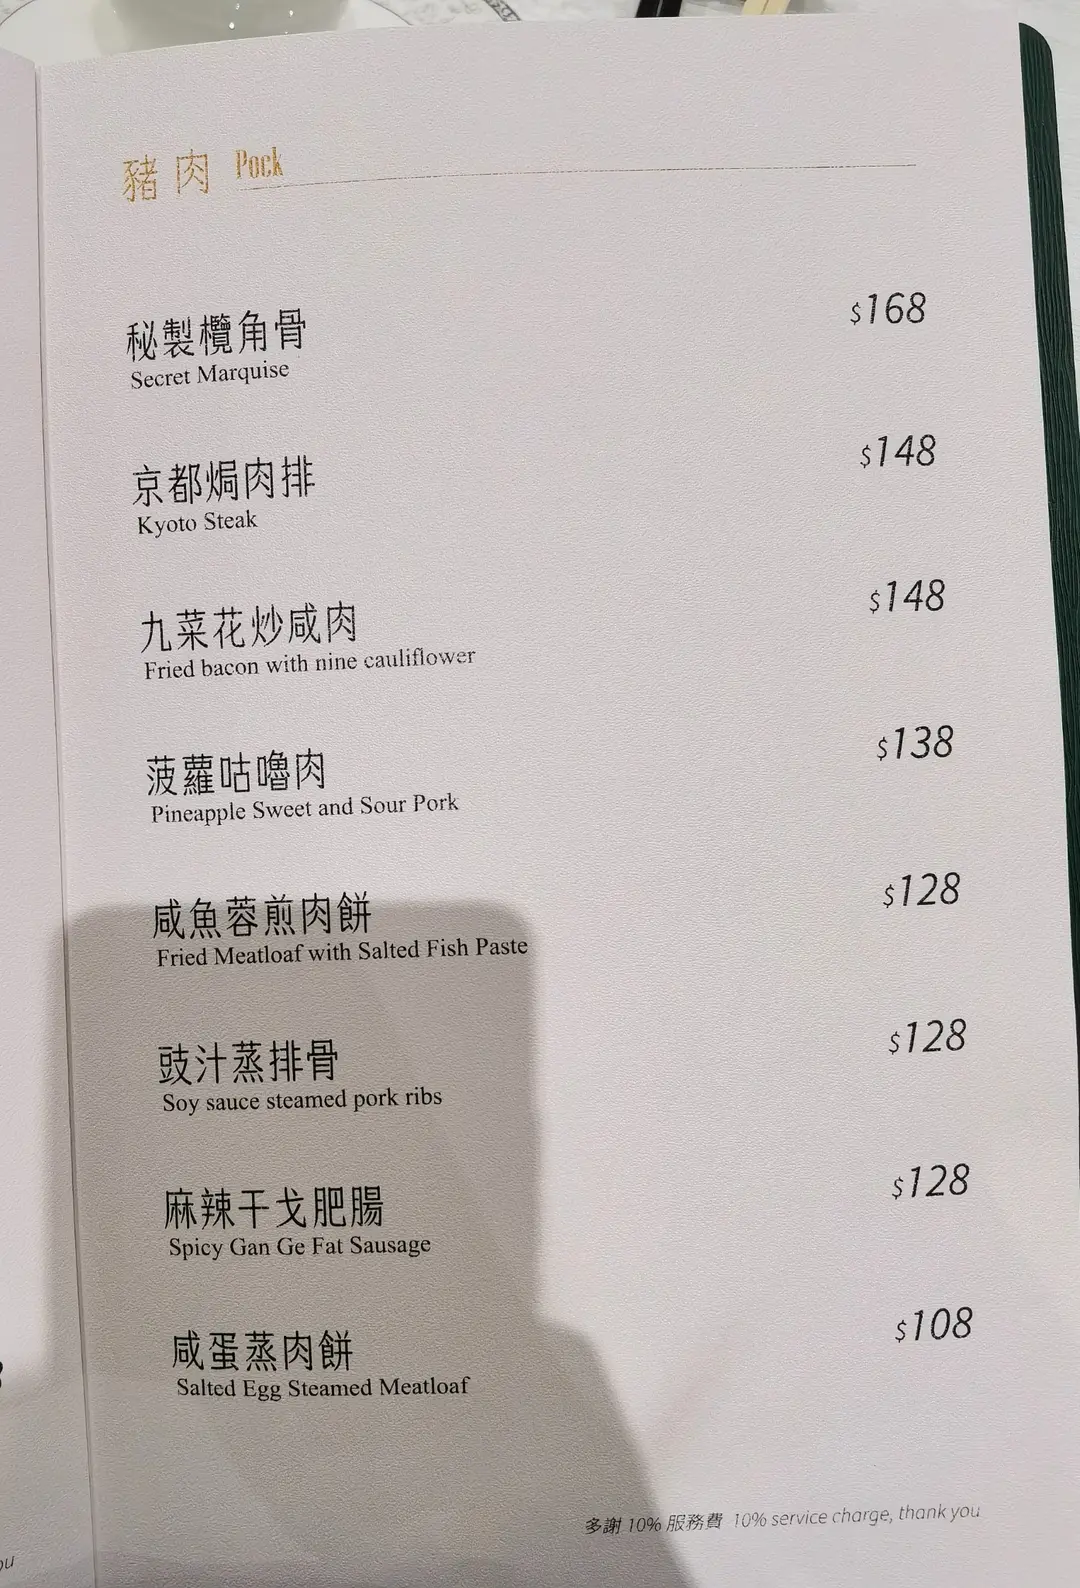 豬肉 Pock
秘製欖角骨 $168
Secret Marquise
京都焗肉排 $148
Kyoto Steak
九菜花炒咸肉 $148
Fried bacon with nine cauliflower
菠蘿咕嚕肉 $138
Pineapple Sweet and Sour Pork
咸魚蓉煎肉餅 $128
Fried Meatloaf with Salted Fish Paste
豉汁蒸排骨 $128
Soy sauce steamed pork ribs
麻辣干戈肥腸 $128
Spicy Gan Ge Fat Sausage
咸蛋蒸肉餅 $108
Salted Egg Steamed Meatloaf
多謝 10% 服務費 10% service charge, thank you